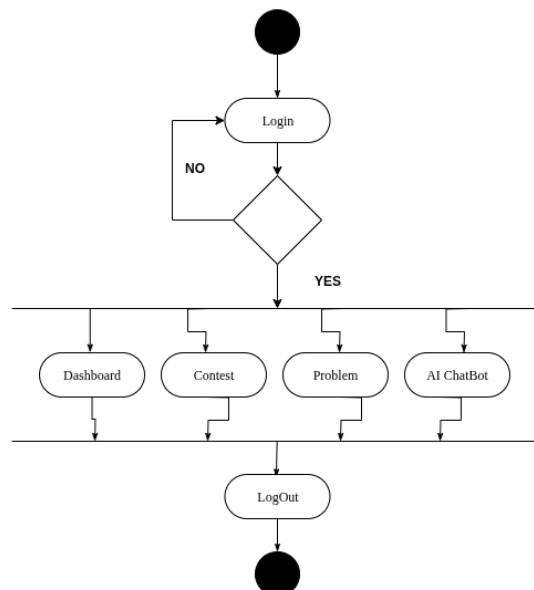 Login
NO
YES
Dashboard
Contest
Problem
AI ChatBot
LogOut